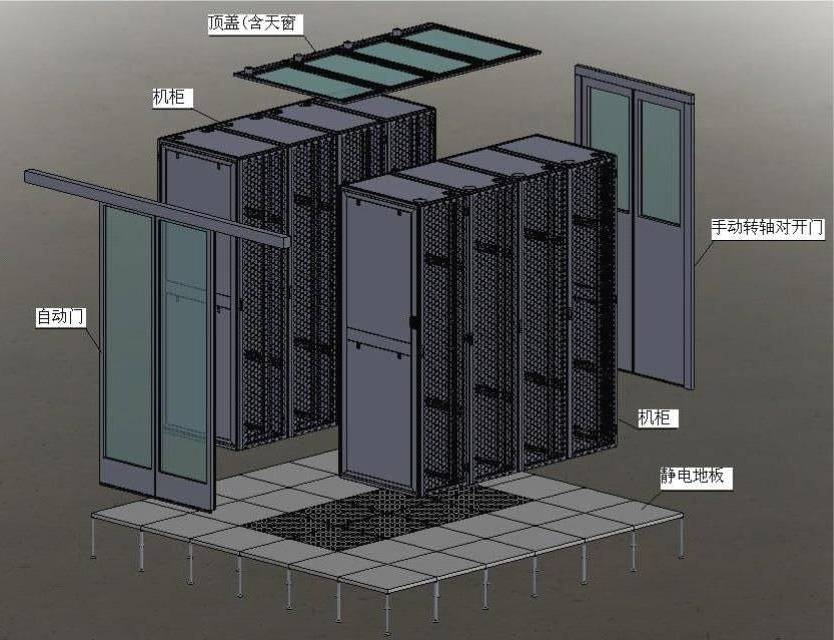 顶盖(含天窗
机柜
手动转轴对开门
自动门
机柜
静电地板